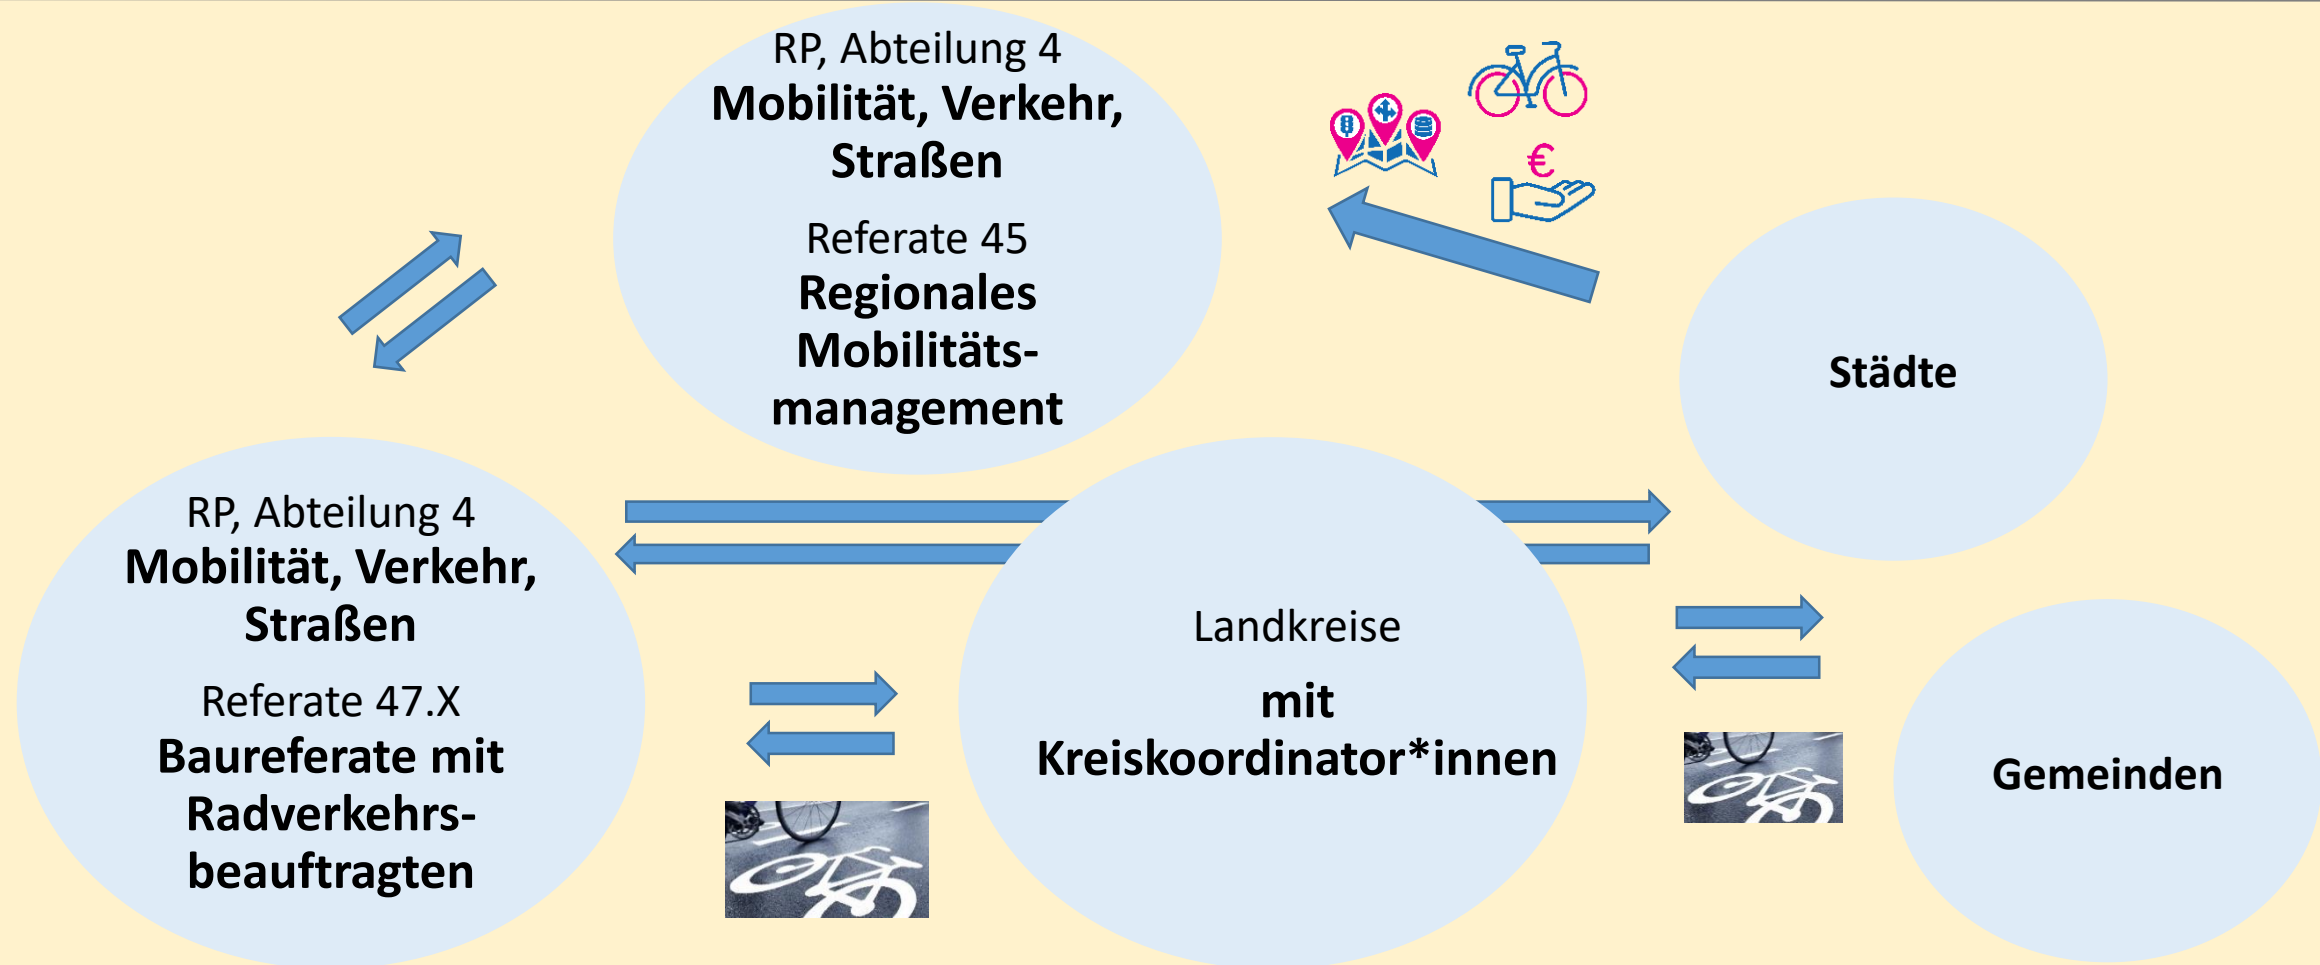 RP, Abteilung 4
Mobilität, Verkehr,
Straßen
Referate 45
Regionales
Mobilitäts-
management
€
Städte
RP, Abteilung 4
Mobilität, Verkehr,
Straßen
Referate 47.X
Baureferate mit
Radverkehrs-
beauftragten
Landkreise
mit
Kreiskoordinator*innen
Gemeinden